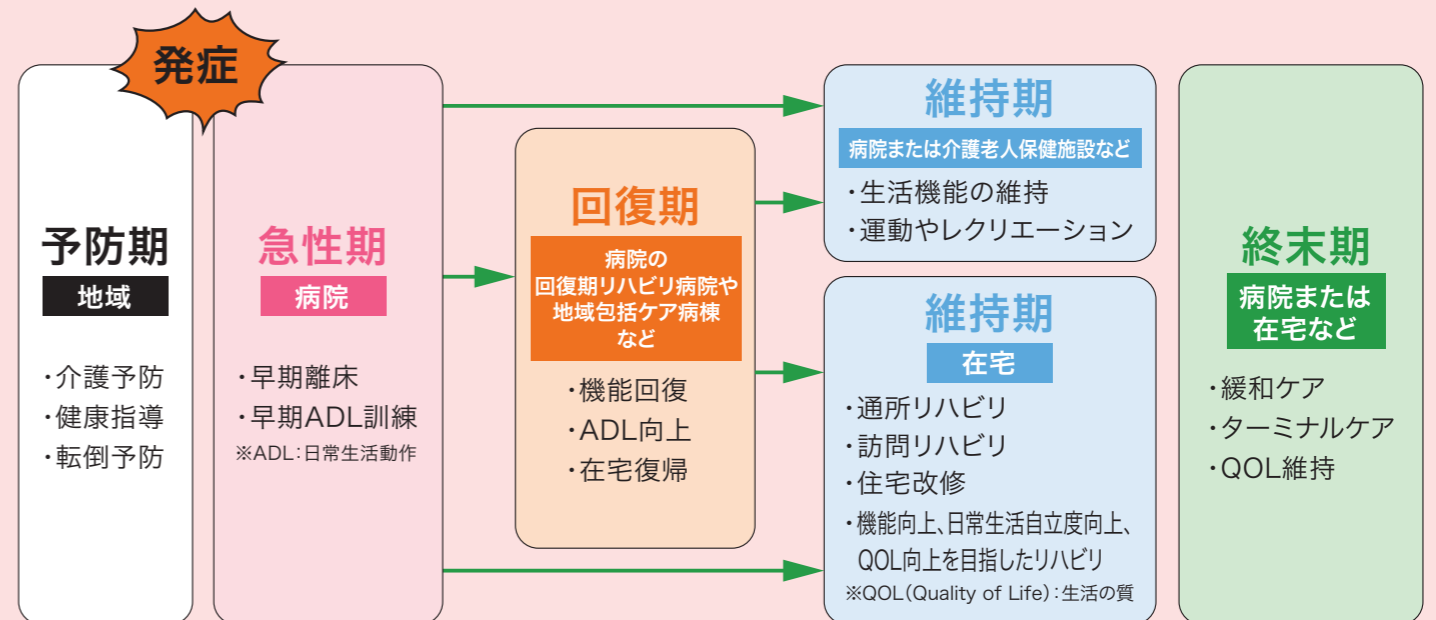 発症
予防期
地域
・介護予防
・健康指導
・転倒予防
急性期
病院
・早期離床
・早期ADL訓練
※ADL:日常生活動作
回復期
病院の
回復期リハビリ病院や
地域包括ケア病棟
など
・機能回復
・ADL向上
・在宅復帰
維持期
病院または介護老人保健施設など
・生活機能の維持
・運動やレクリエーション
維持期
在宅
・通所リハビリ
・訪問リハビリ
・住宅改修
・機能向上、日常生活自立度向上、
QOL向上を目指したリハビリ
※QOL(Quality of Life):生活の質
終末期
病院または
在宅など
・緩和ケア
・ターミナルケア
・QOL維持